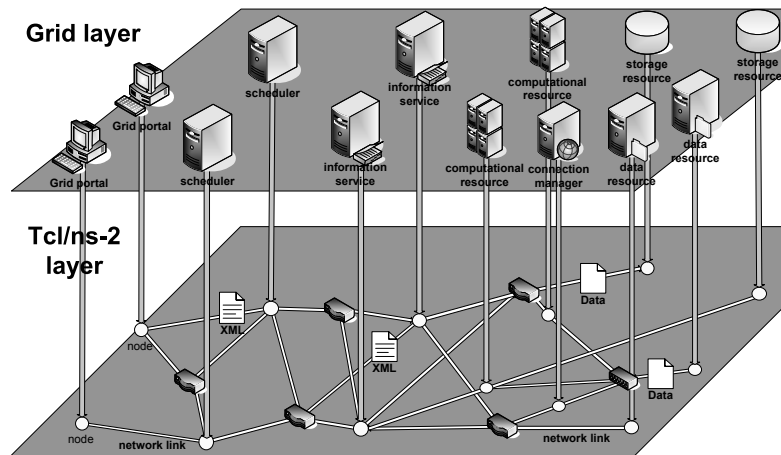 Grid layer
storage
resource
storage
resource
computational
resource
information
service
scheduler
Grid portal
Grid portal
scheduler
information
service
computational
resource
connection
manager
data
resource
data
resource
Tcl/ns-2
layer
Data
XML
XML
node
Data
node
network link
network link